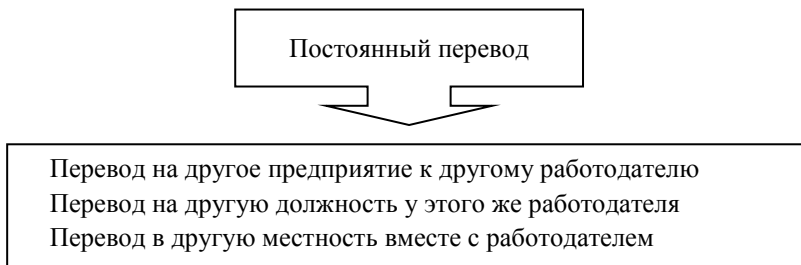 Постоянный перевод
Перевод на другое предприятие к другому работодателю
Перевод на другую должность у этого же работодателя
Перевод в другую местность вместе с работодателем